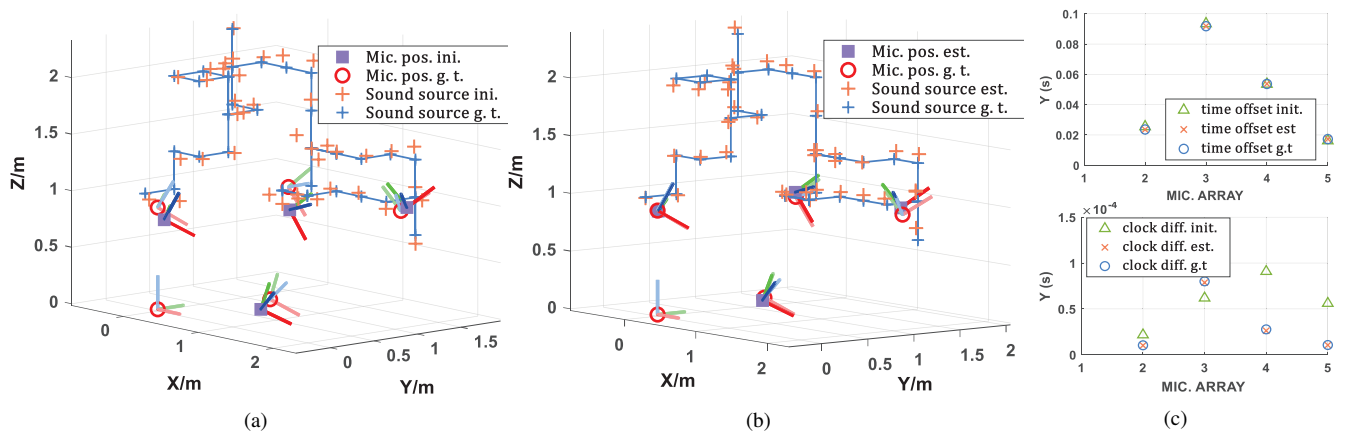 Mic. pos. ini.
Mic. pos. g. t.
Sound source ini.
Sound source g. t.
2
1.5
1
0.5
0
Z/m
0
1
2
X/m
0
0.5
1
1.5
Y/m
(a)
Mic. pos. est.
Mic. pos. g. t.
Sound source est.
Sound source g. t.
2
1.5
1
0.5
0
Z/m
0
1
2
X/m
0
0.5
1
1.5
2
Y/m
(b)
0.1
0.08
0.06
0.04
0.02
0
Y (s)
time offset init.
time offset est
time offset g.t
1 2 3 4 5
MIC. ARRAY
× 10⁻⁴
1.5
1
0.5
0
Y (s)
clock diff. init.
clock diff. est.
clock diff. g.t
1 2 3 4 5
MIC. ARRAY
(c)